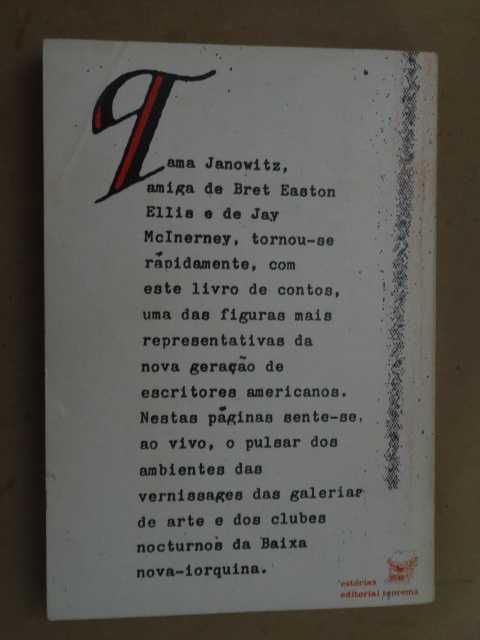 Tama Janowitz,
amiga de Bret Easton
Ellis e de Jay
McInerney, tornou-se
rápidamente, com
este livro de contos,
uma das figuras mais
representativas da
nova geração de
escritores americanos.
Nestas páginas sente-se,
ao vivo, o pulsar dos
ambientes das
vernissages das galerias
de arte e dos clubes
nocturnos da Baixa
nova-iorquina.
estórias
editorial teorema